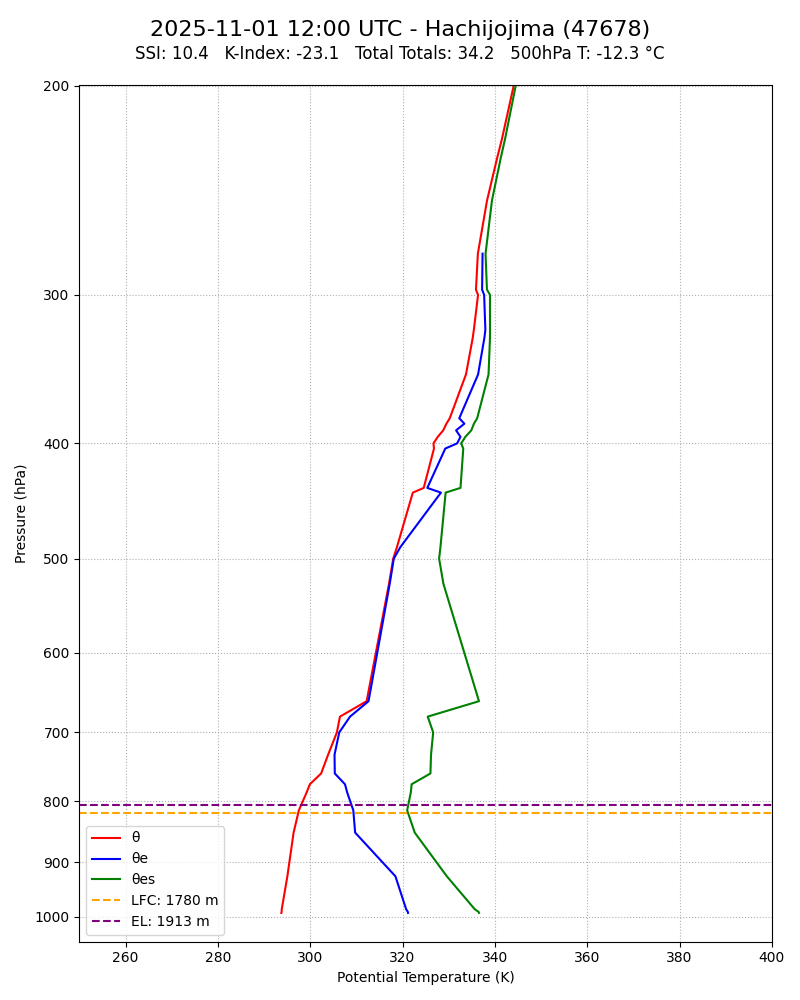 2025-11-01 12:00 UTC - Hachijojima (47678)
SSI: 10.4 K-Index: -23.1 Total Totals: 34.2 500hPa T: -12.3 °C
200
300
400
500
600
700
800
900
1000
Pressure (hPa)
θ
θe
θes
LFC: 1780 m
EL: 1913 m
260 280 300 320 340 360 380 400
Potential Temperature (K)